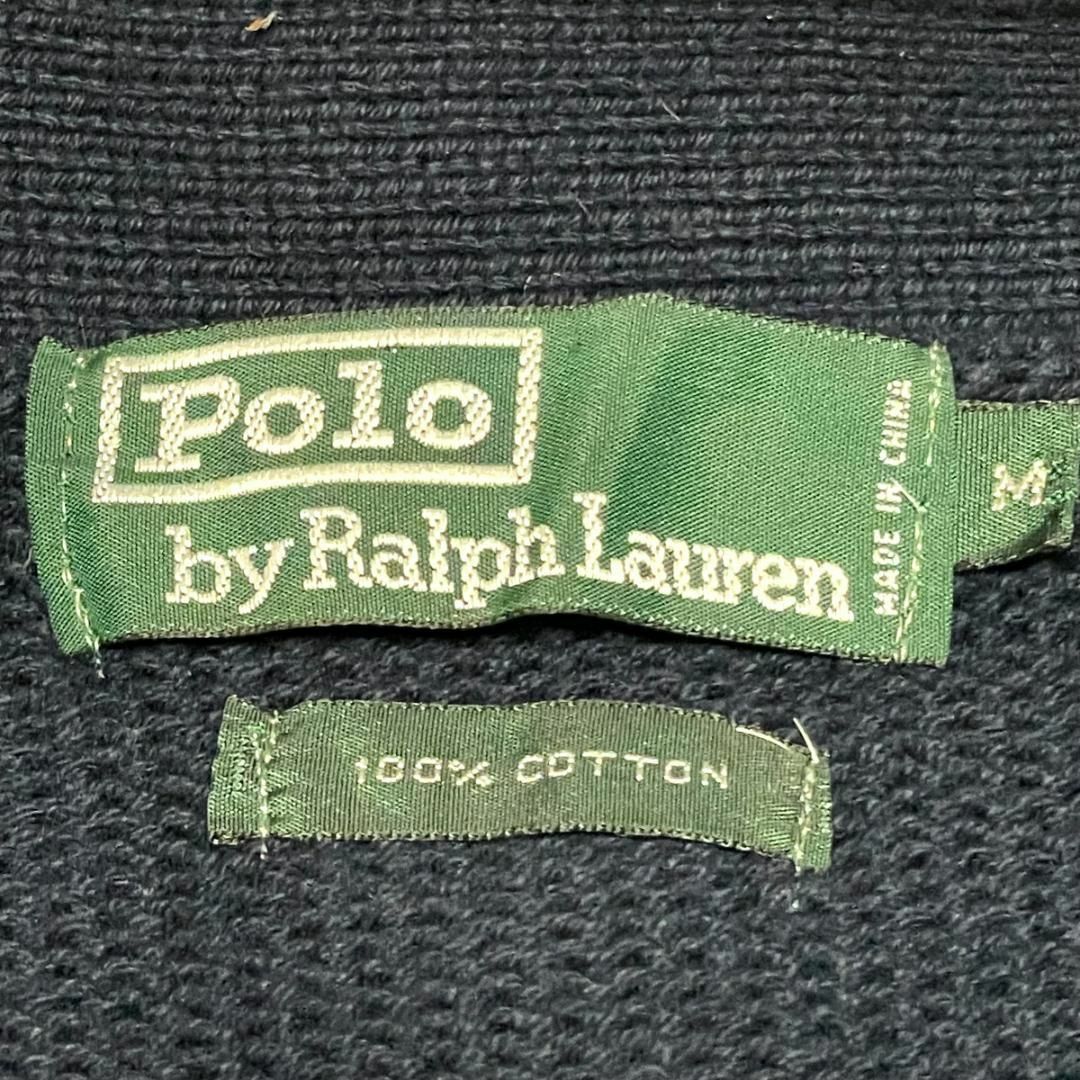 Polo
by Ralph Lauren
MADE IN CHINA
M
100% COTTON